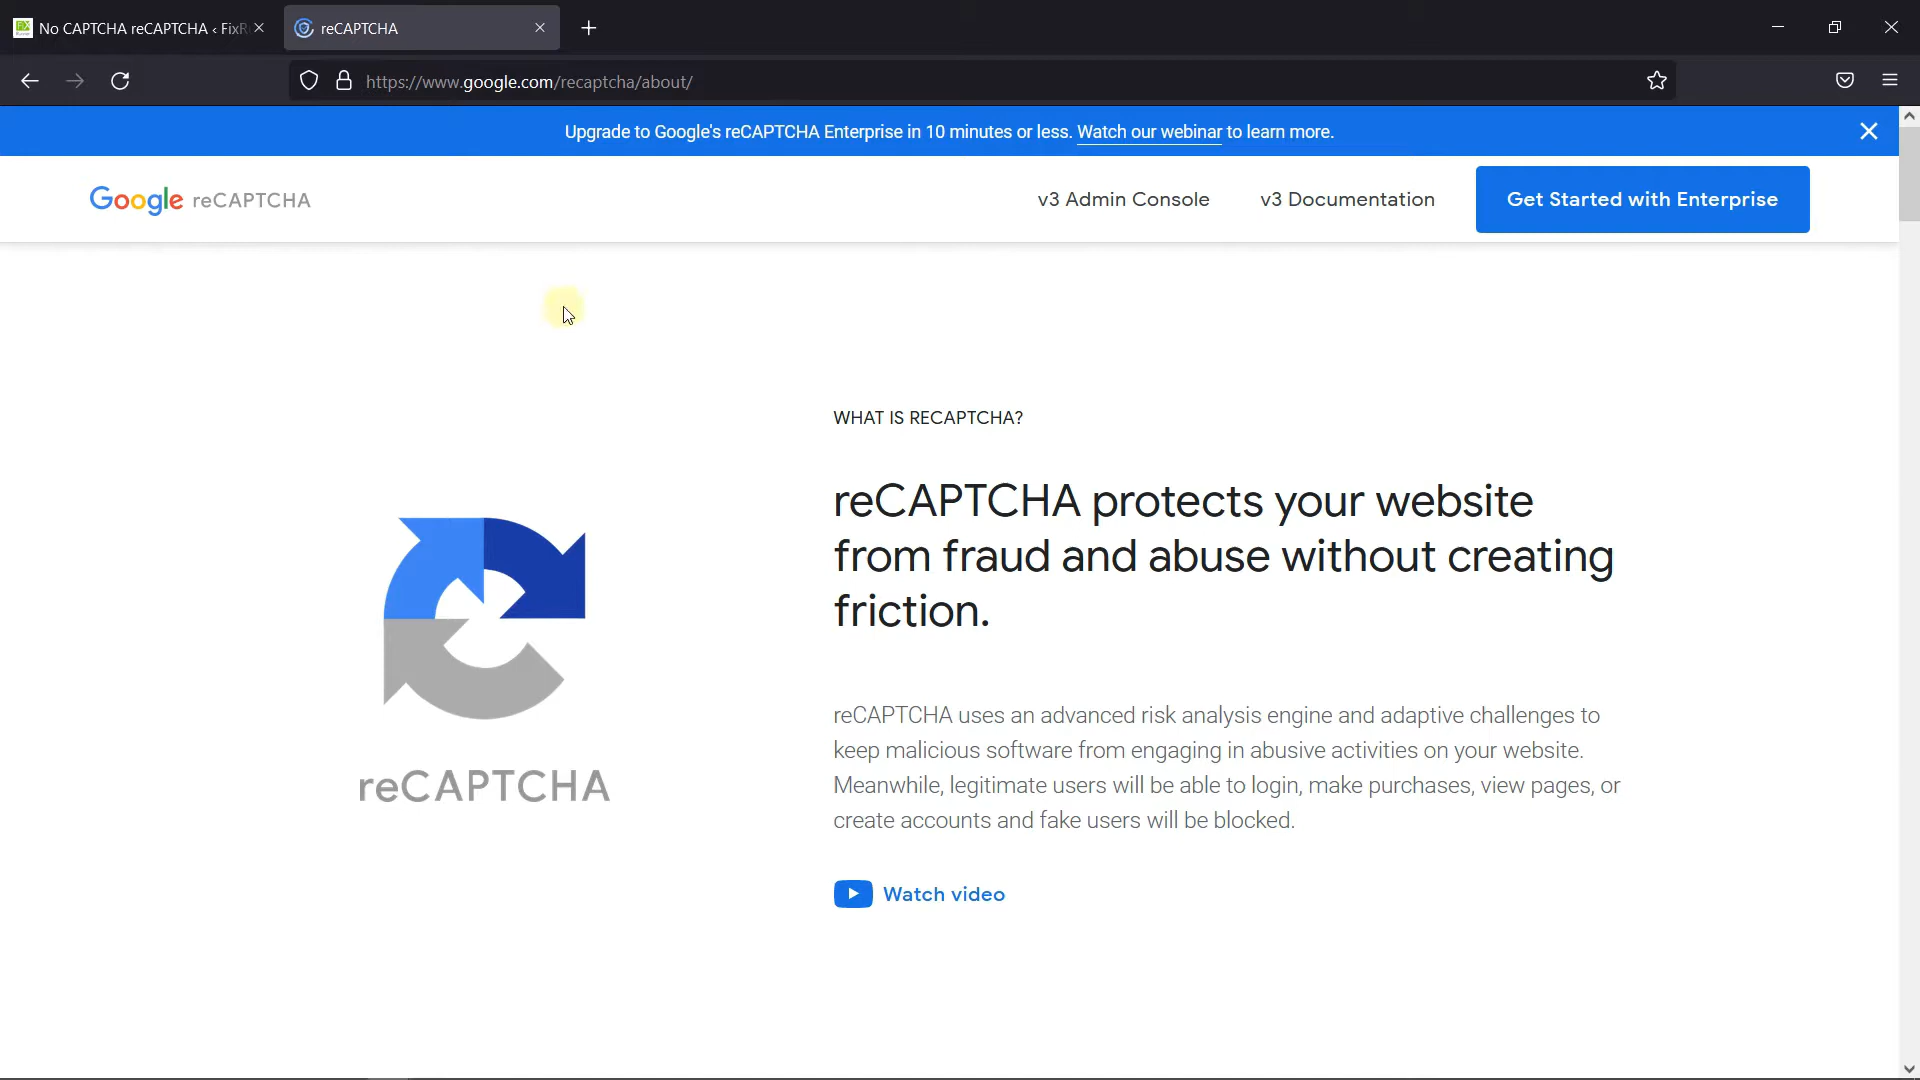 No CAPTCHA reCAPTCHA ‹ FixR
reCAPTCHA
https://www.google.com/recaptcha/about/
Upgrade to Google's reCAPTCHA Enterprise in 10 minutes or less. Watch our webinar to learn more.
Google reCAPTCHA
v3 Admin Console
v3 Documentation
Get Started with Enterprise
WHAT IS RECAPTCHA?
reCAPTCHA protects your website
from fraud and abuse without creating
friction.
reCAPTCHA uses an advanced risk analysis engine and adaptive challenges to
keep malicious software from engaging in abusive activities on your website.
Meanwhile, legitimate users will be able to login, make purchases, view pages, or
create accounts and fake users will be blocked.
reCAPTCHA
Watch video